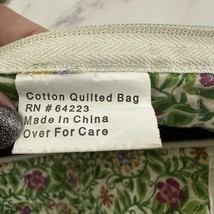 Cotton Quilted Bag
RN # 64223
Made In China
Over For Care